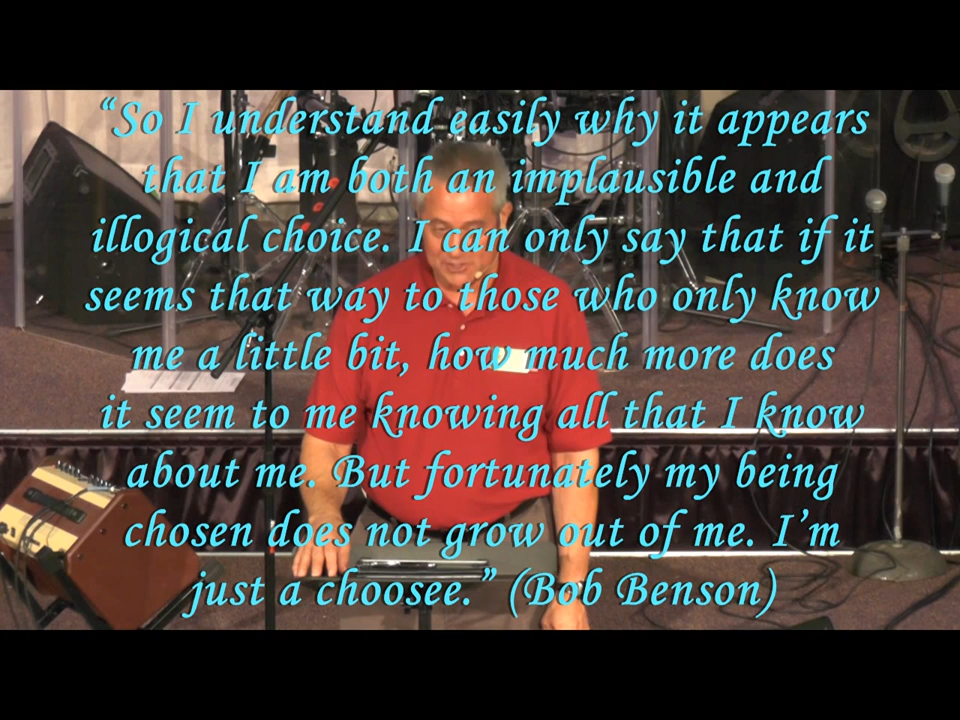 “So I understand easily why it appears
that I am both an implausible and
illogical choice. I can only say that if it
seems that way to those who only know
me a little bit, how much more does
it seem to me knowing all that I know
about me. But fortunately my being
chosen does not grow out of me. I’m
just a choosee.” (Bob Benson)